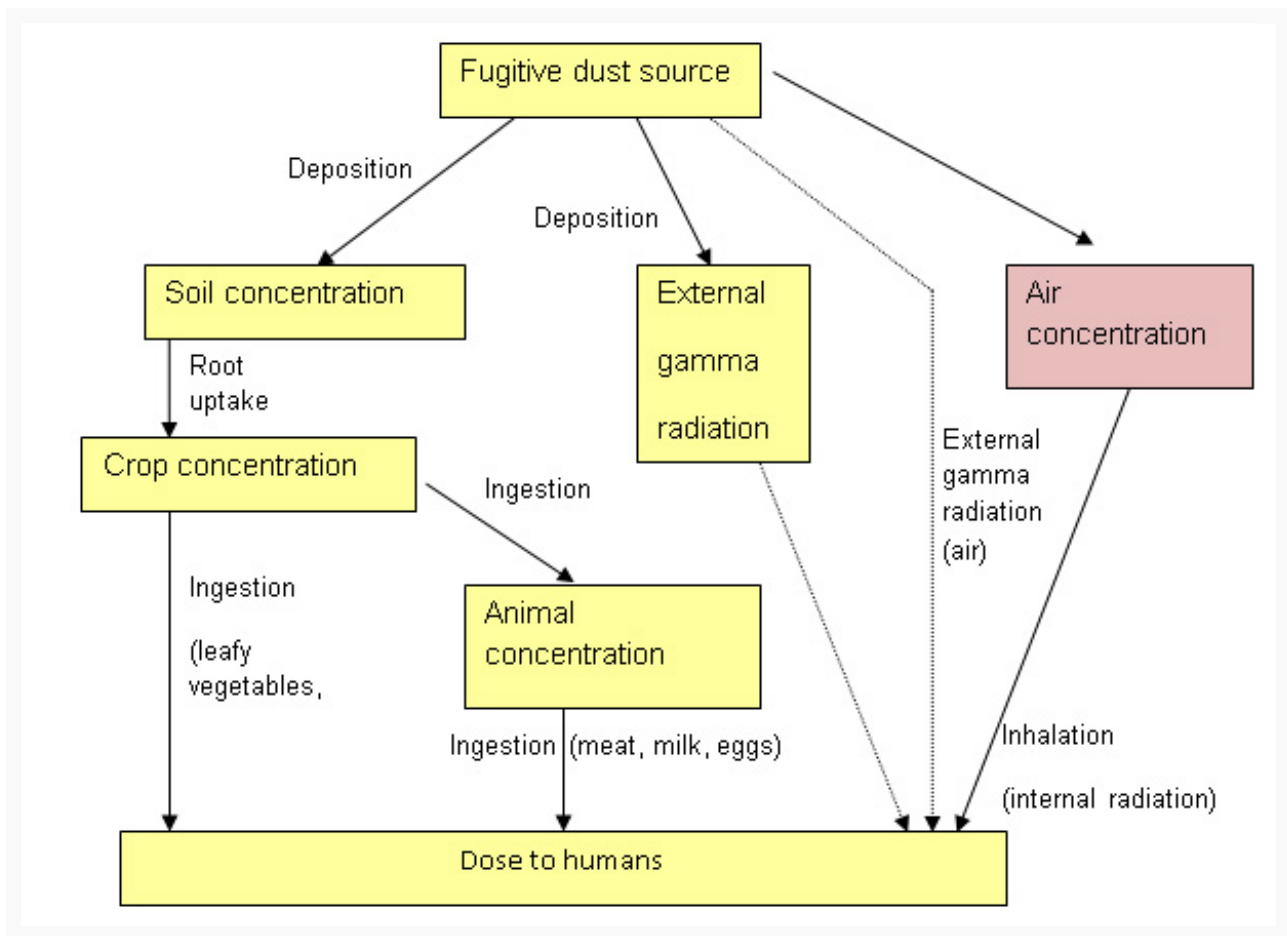 Fugitive dust source
Deposition
Deposition
Soil concentration
External
gamma
radiation
Air
concentration
Root
uptake
Crop concentration
Ingestion
External
gamma
radiation
(air)
Ingestion
(leafy
vegetables,
Animal
concentration
Ingestion (meat, milk, eggs)
Inhalation
(internal radiation)
Dose to humans